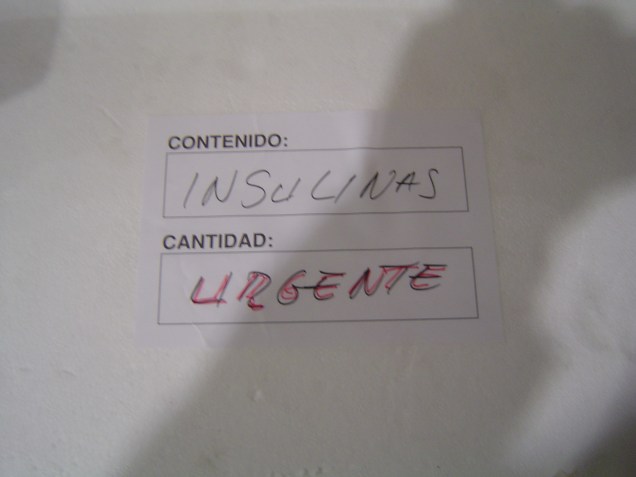 CONTENIDO:
INSULINAS
CANTIDAD:
URGENTE